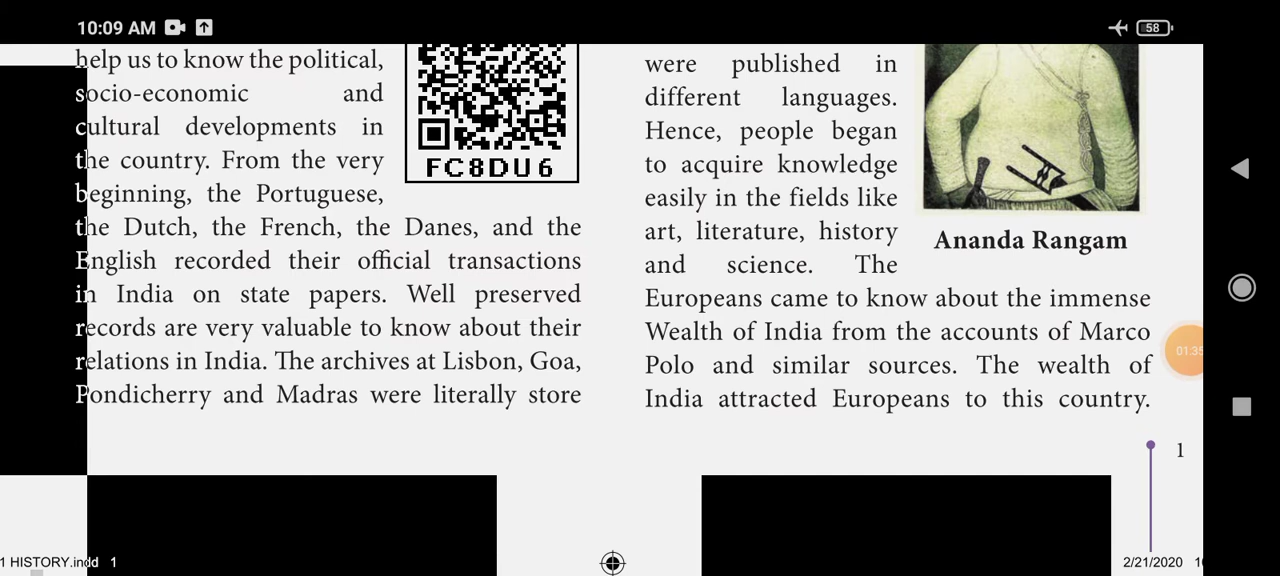 10:09 AM
58
help us to know the political,
socio-economic and
cultural developments in
the country. From the very
beginning, the Portuguese,
the Dutch, the French, the Danes, and the
English recorded their official transactions
in India on state papers. Well preserved
records are very valuable to know about their
relations in India. The archives at Lisbon, Goa,
Pondicherry and Madras were literally store
FC8DU6
were published in
different languages.
Hence, people began
to acquire knowledge
easily in the fields like
art, literature, history
and science. The
Europeans came to know about the immense
Wealth of India from the accounts of Marco
Polo and similar sources. The wealth of
India attracted Europeans to this country.
Ananda Rangam
01:35
1
1 HISTORY.indd 1
2/21/2020